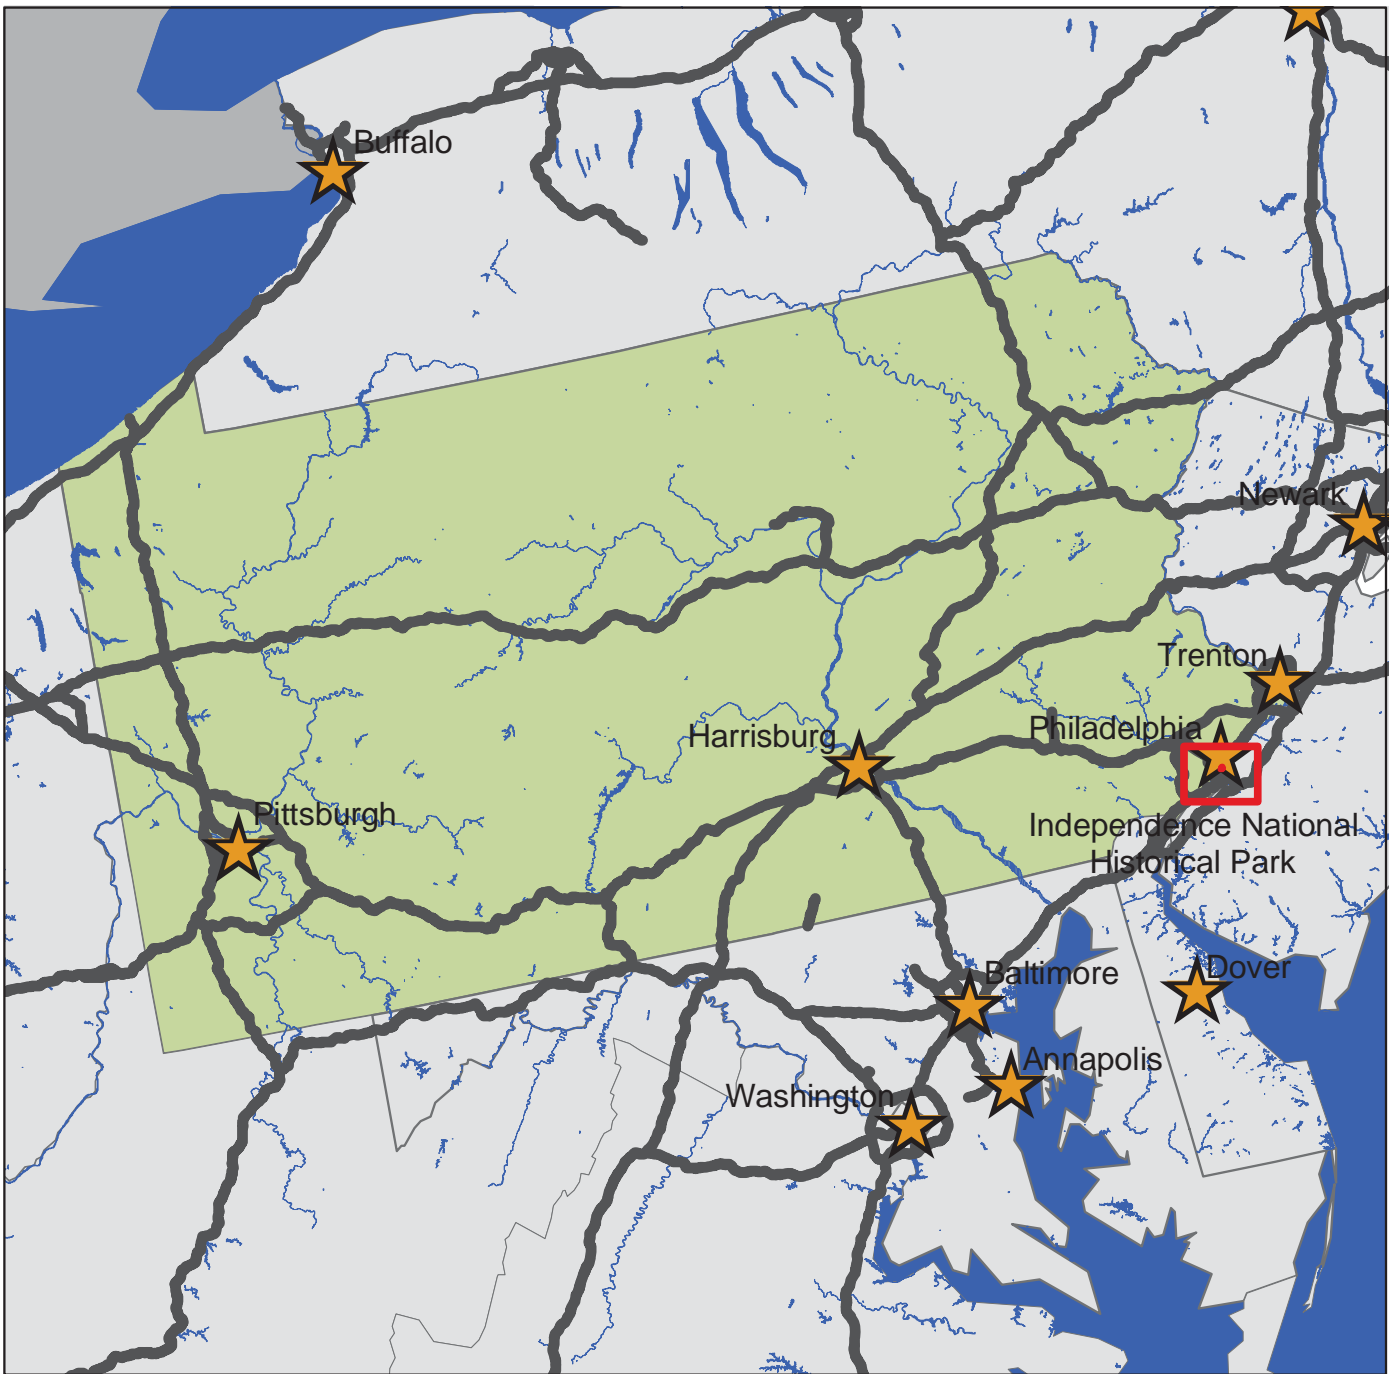 Buffalo
Newark
Trenton
Philadelphia
Harrisburg
Pittsburgh
Independence National
Historical Park
Baltimore
Dover
Annapolis
Washington